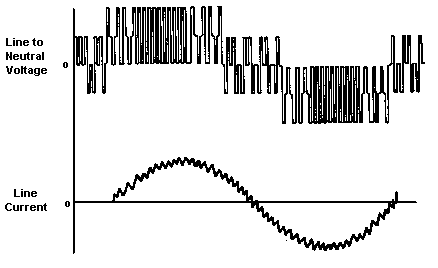 Line to
Neutral
Voltage
0
Line
Current
0